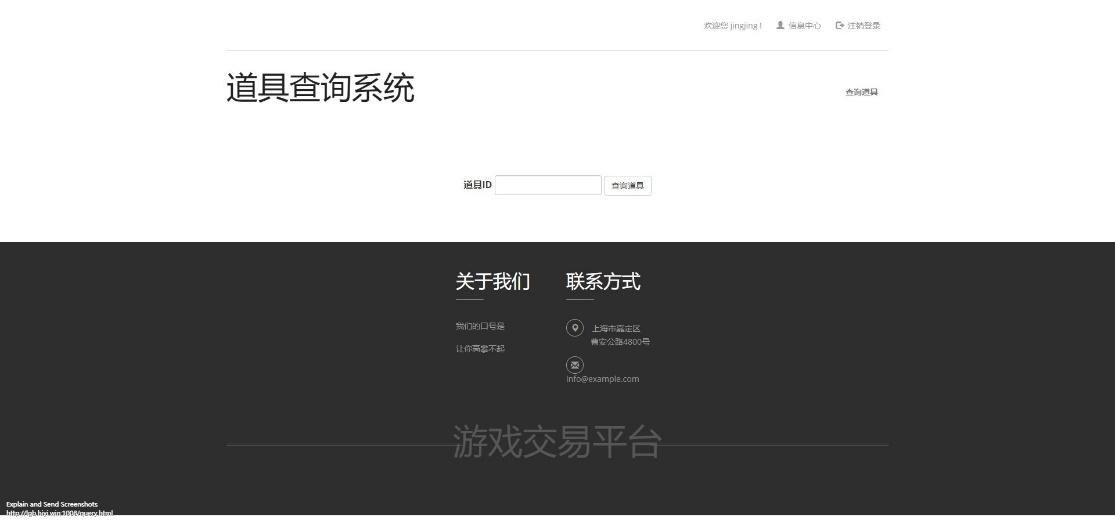 欢迎您 jingjing !
信息中心
注销登录
道具查询系统
查询道具
道具ID
查询道具
关于我们
联系方式
我们的口号是
让你高攀不起
上海市嘉定区
曹安公路4800号
info@example.com
游戏交易平台
Explain and Send Screenshots